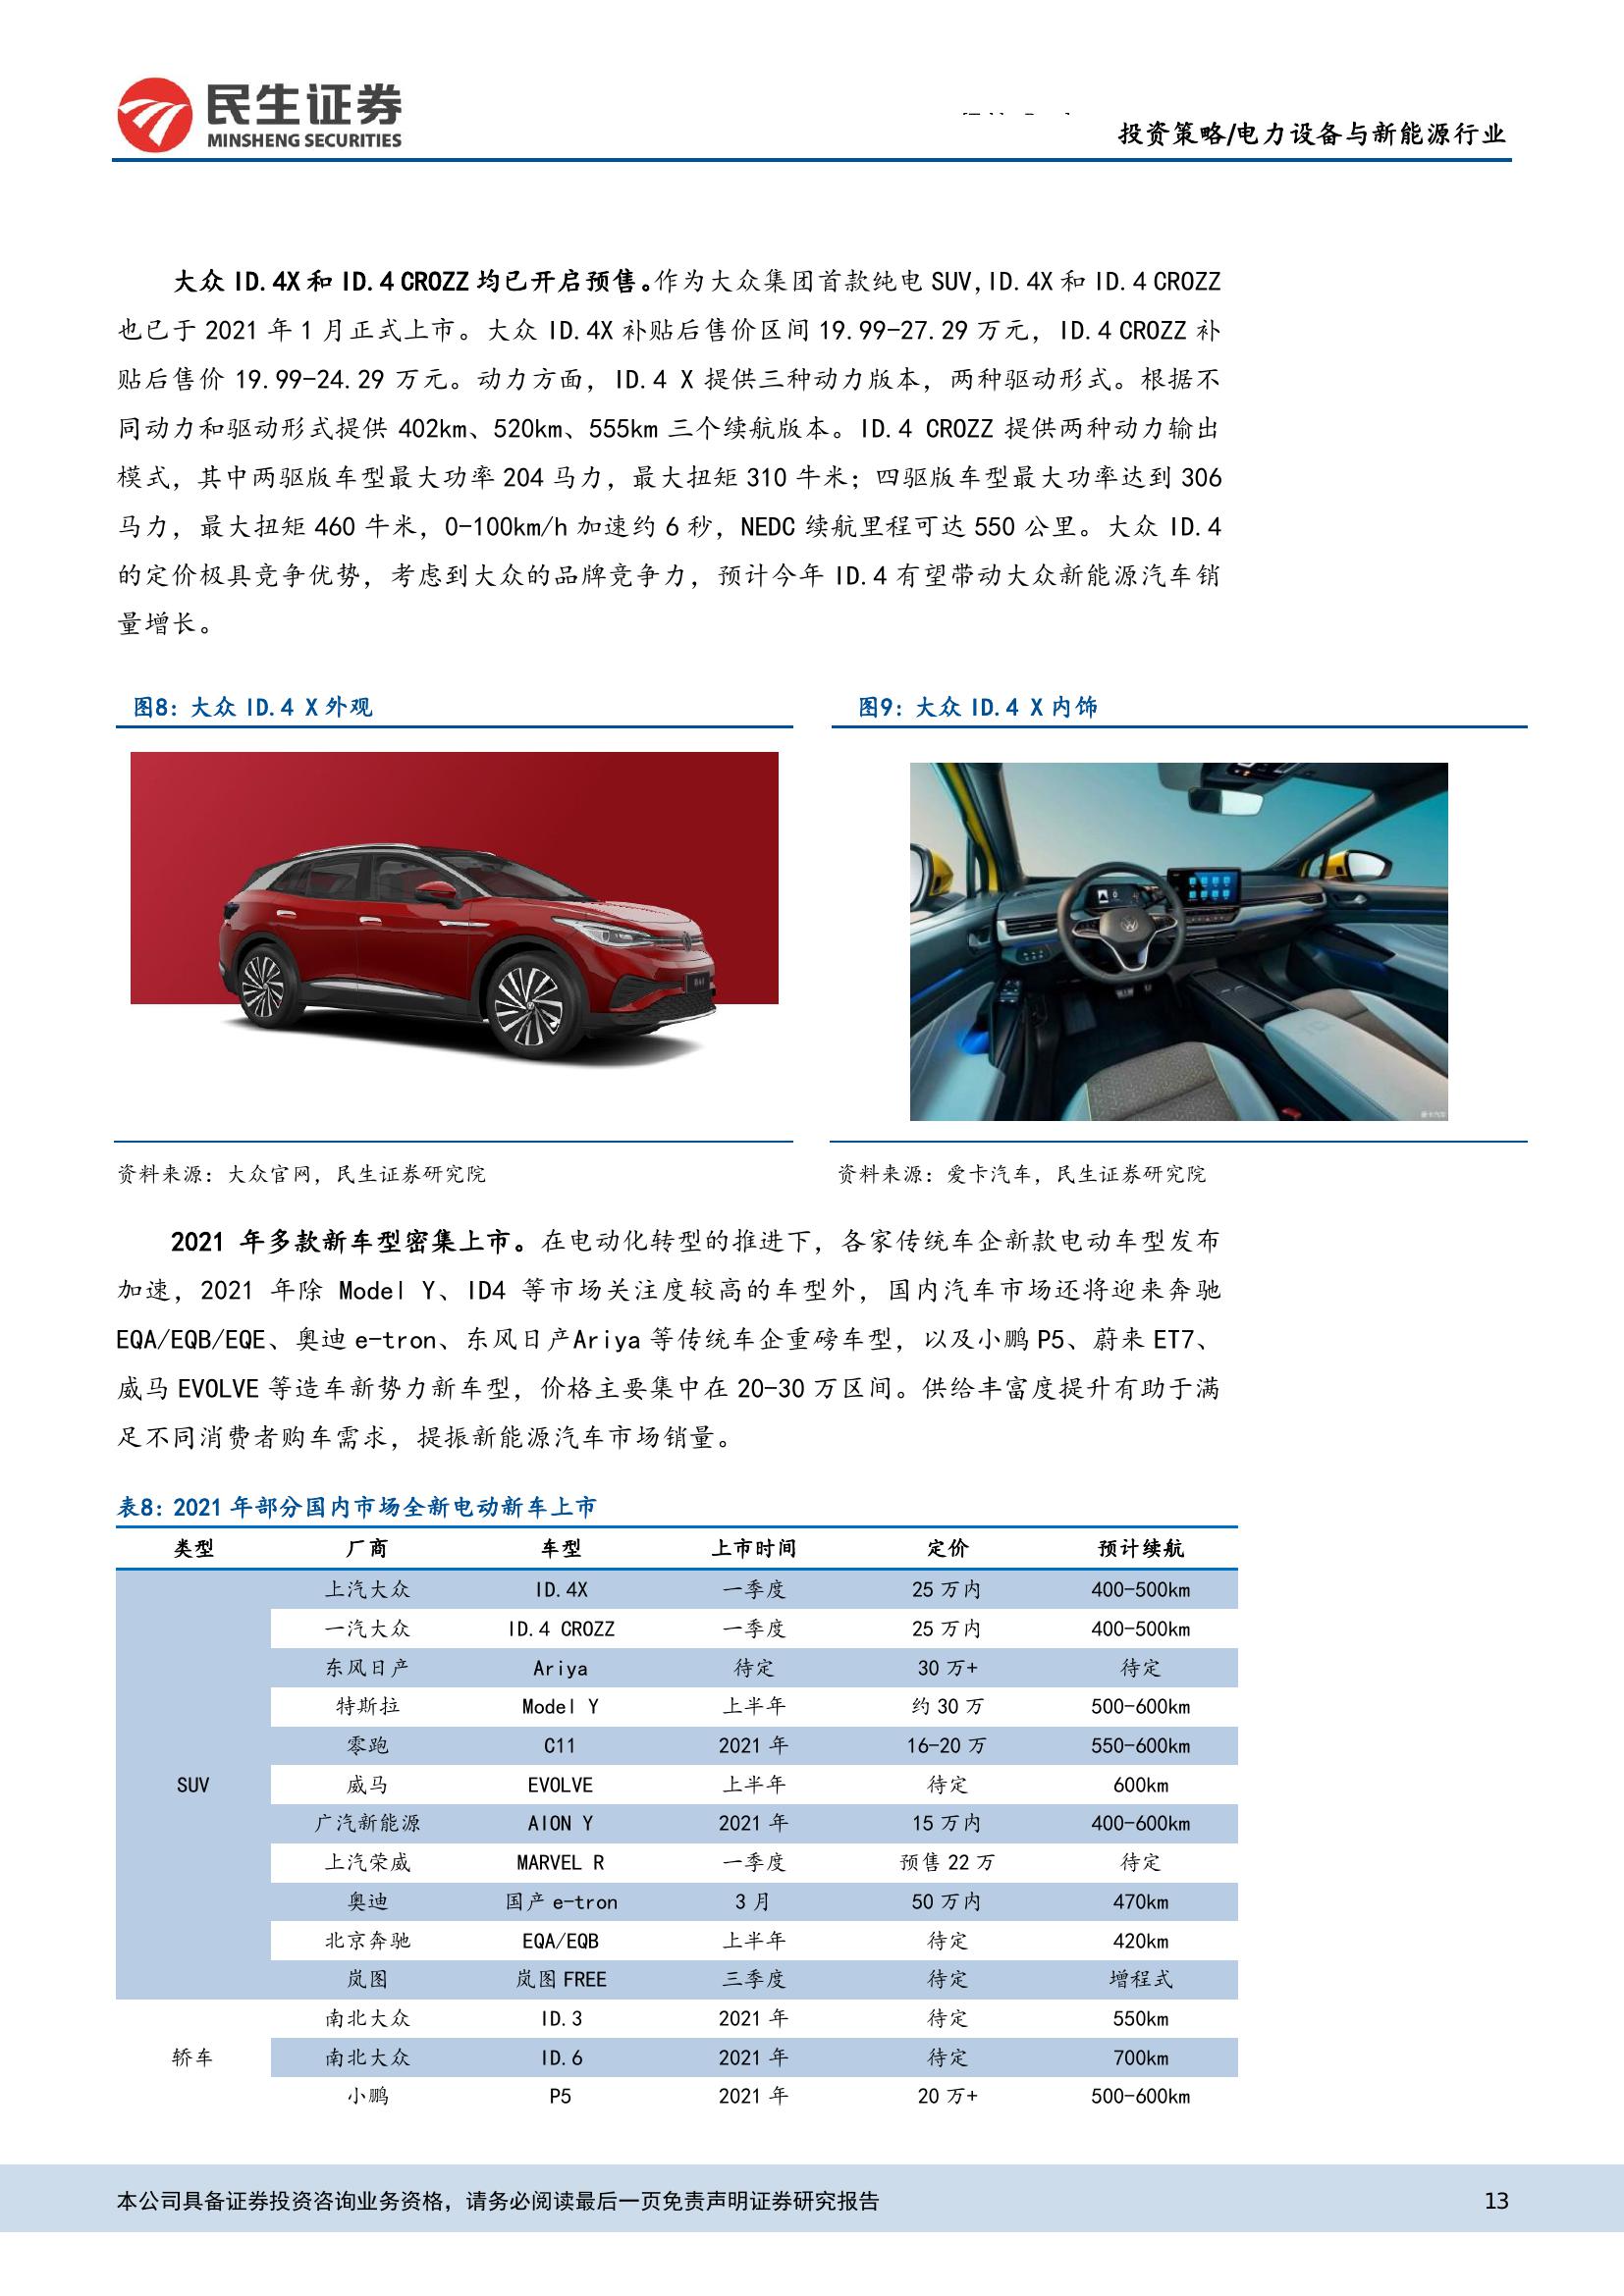 民生证券
MINSHENG SECURITIES
投资策略/电力设备与新能源行业
大众 ID.4X 和 ID.4 CROZZ 均已开启预售。作为大众集团首款纯电 SUV,ID.4X 和 ID.4 CROZZ
也已于 2021 年 1 月正式上市。大众 ID.4X 补贴后售价区间 19.99-27.29 万元，ID.4 CROZZ 补
贴后售价 19.99-24.29 万元。动力方面，ID.4 X 提供三种动力版本，两种驱动形式。根据不
同动力和驱动形式提供 402km、520km、555km 三个续航版本。ID.4 CROZZ 提供两种动力输出
模式，其中两驱版车型最大功率 204 马力，最大扭矩 310 牛米；四驱版车型最大功率达到 306
马力，最大扭矩 460 牛米，0-100km/h 加速约 6 秒，NEDC 续航里程可达 550 公里。大众 ID.4
的定价极具竞争优势，考虑到大众的品牌竞争力，预计今年 ID.4 有望带动大众新能源汽车销
量增长。
图8：大众 ID.4 X 外观
图9：大众 ID.4 X 内饰
资料来源：大众官网，民生证券研究院
资料来源：爱卡汽车，民生证券研究院
2021 年多款新车型密集上市。在电动化转型的推进下，各家传统车企新款电动车型发布
加速，2021 年除 Model Y、ID4 等市场关注度较高的车型外，国内汽车市场还将迎来奔驰
EQA/EQB/EQE、奥迪 e-tron、东风日产Ariya 等传统车企重磅车型，以及小鹏 P5、蔚来 ET7、
威马 EVOLVE 等造车新势力新车型，价格主要集中在 20-30 万区间。供给丰富度提升有助于满
足不同消费者购车需求，提振新能源汽车市场销量。
表8：2021 年部分国内市场全新电动新车上市
类型 厂商 车型 上市时间 定价 预计续航
上汽大众 ID.4X 一季度 25 万内 400-500km
一汽大众 ID.4 CROZZ 一季度 25 万内 400-500km
东风日产 Ariya 待定 30 万+ 待定
特斯拉 Model Y 上半年 约 30 万 500-600km
零跑 C11 2021 年 16-20 万 550-600km
SUV 威马 EVOLVE 上半年 待定 600km
广汽新能源 AION Y 2021 年 15 万内 400-600km
上汽荣威 MARVEL R 一季度 预售 22 万 待定
奥迪 国产 e-tron 3 月 50 万内 470km
北京奔驰 EQA/EQB 上半年 待定 420km
岚图 岚图 FREE 三季度 待定 增程式
南北大众 ID.3 2021 年 待定 550km
轿车 南北大众 ID.6 2021 年 待定 700km
小鹏 P5 2021 年 20 万+ 500-600km
本公司具备证券投资咨询业务资格，请务必阅读最后一页免责声明证券研究报告 13